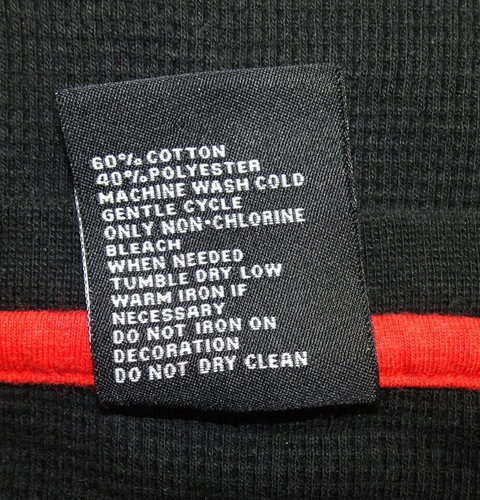 60% COTTON
40% POLYESTER
MACHINE WASH COLD
GENTLE CYCLE
ONLY NON-CHLORINE
BLEACH
WHEN NEEDED
TUMBLE DRY LOW
WARM IRON IF
NECESSARY
DO NOT IRON ON
DECORATION
DO NOT DRY CLEAN